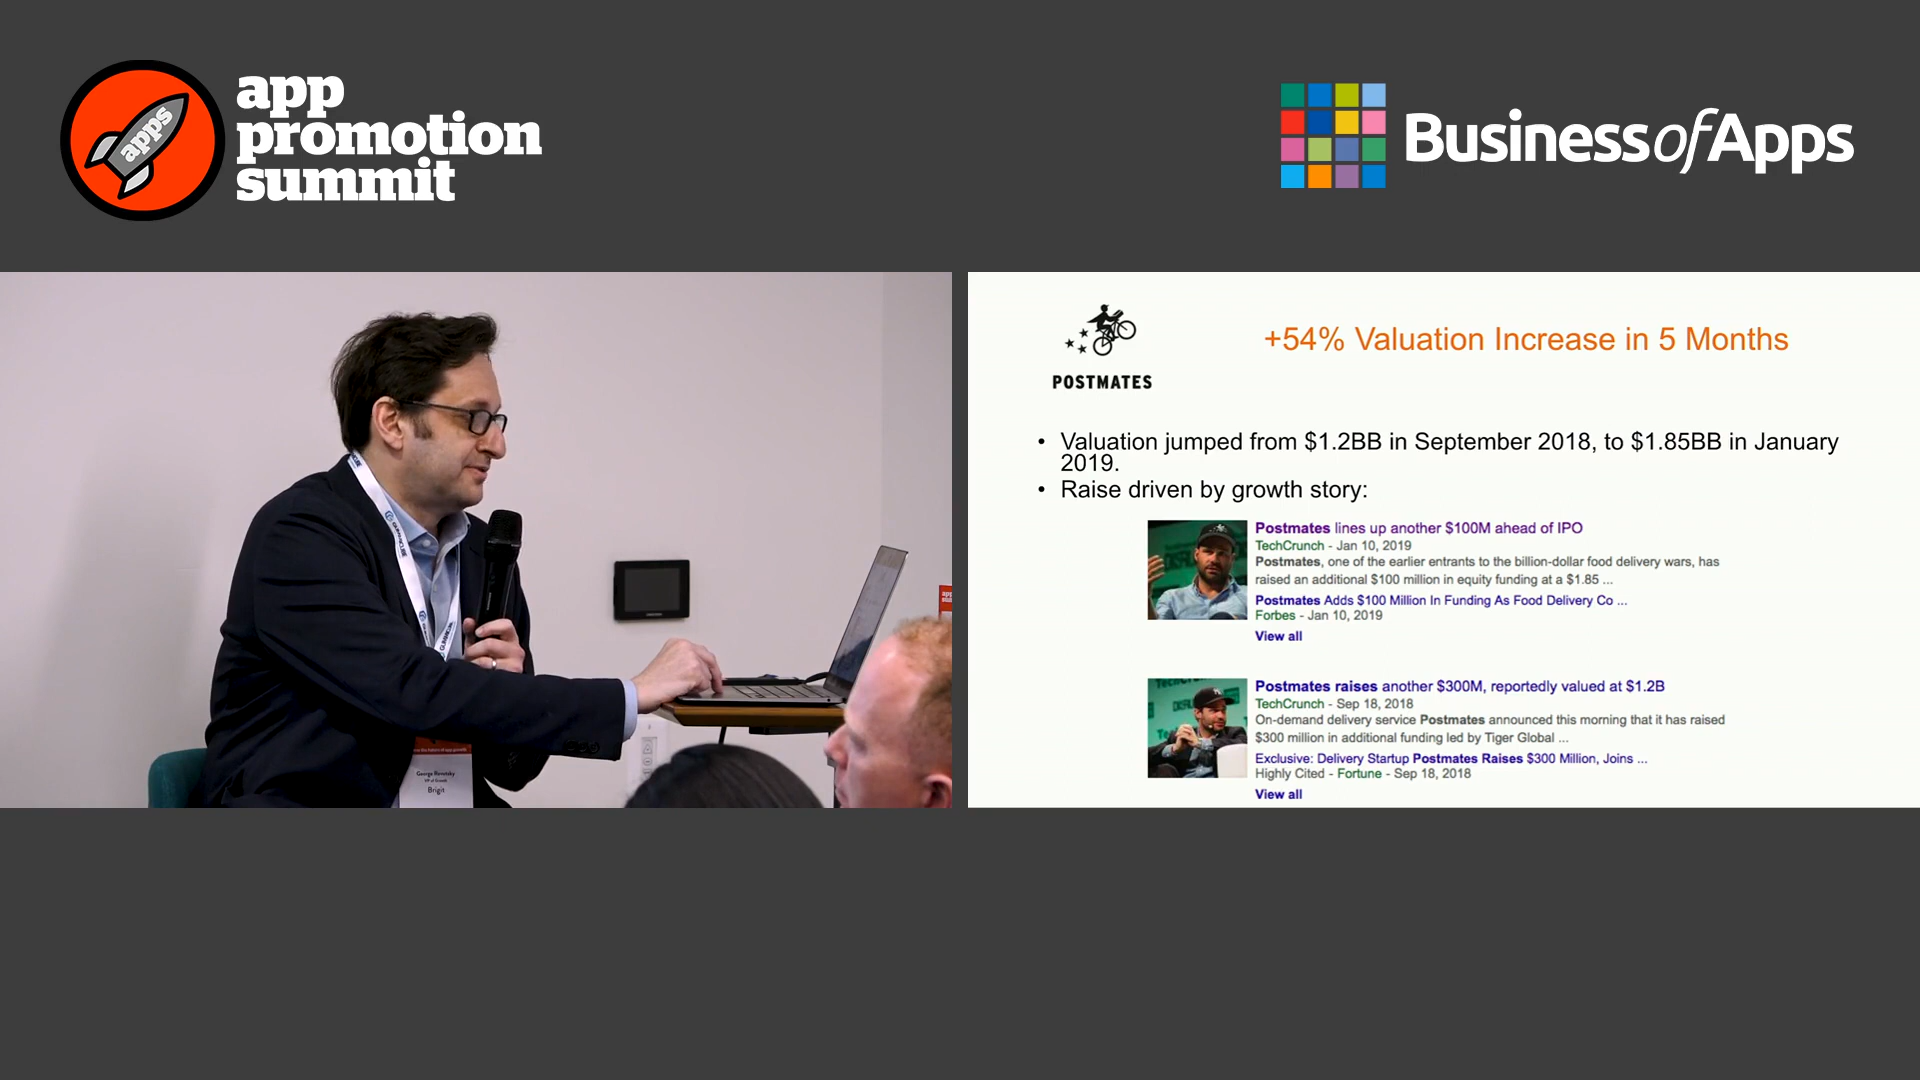 apps
app
promotion
summit
BusinessofApps
POSTMATES
+54% Valuation Increase in 5 Months
• Valuation jumped from $1.2BB in September 2018, to $1.85BB in January
2019.
• Raise driven by growth story:
Postmates lines up another $100M ahead of IPO
TechCrunch - Jan 10, 2019
Postmates, one of the earlier entrants to the billion-dollar food delivery wars, has
raised an additional $100 million in equity funding at a $1.85 ...
Postmates Adds $100 Million In Funding As Food Delivery Co ...
Forbes - Jan 10, 2019
View all
Postmates raises another $300M, reportedly valued at $1.2B
TechCrunch - Sep 18, 2018
On-demand delivery service Postmates announced this morning that it has raised
$300 million in additional funding led by Tiger Global ...
Exclusive: Delivery Startup Postmates Raises $300 Million, Joins ...
Highly Cited - Fortune - Sep 18, 2018
View all
VP of Growth
Brigit